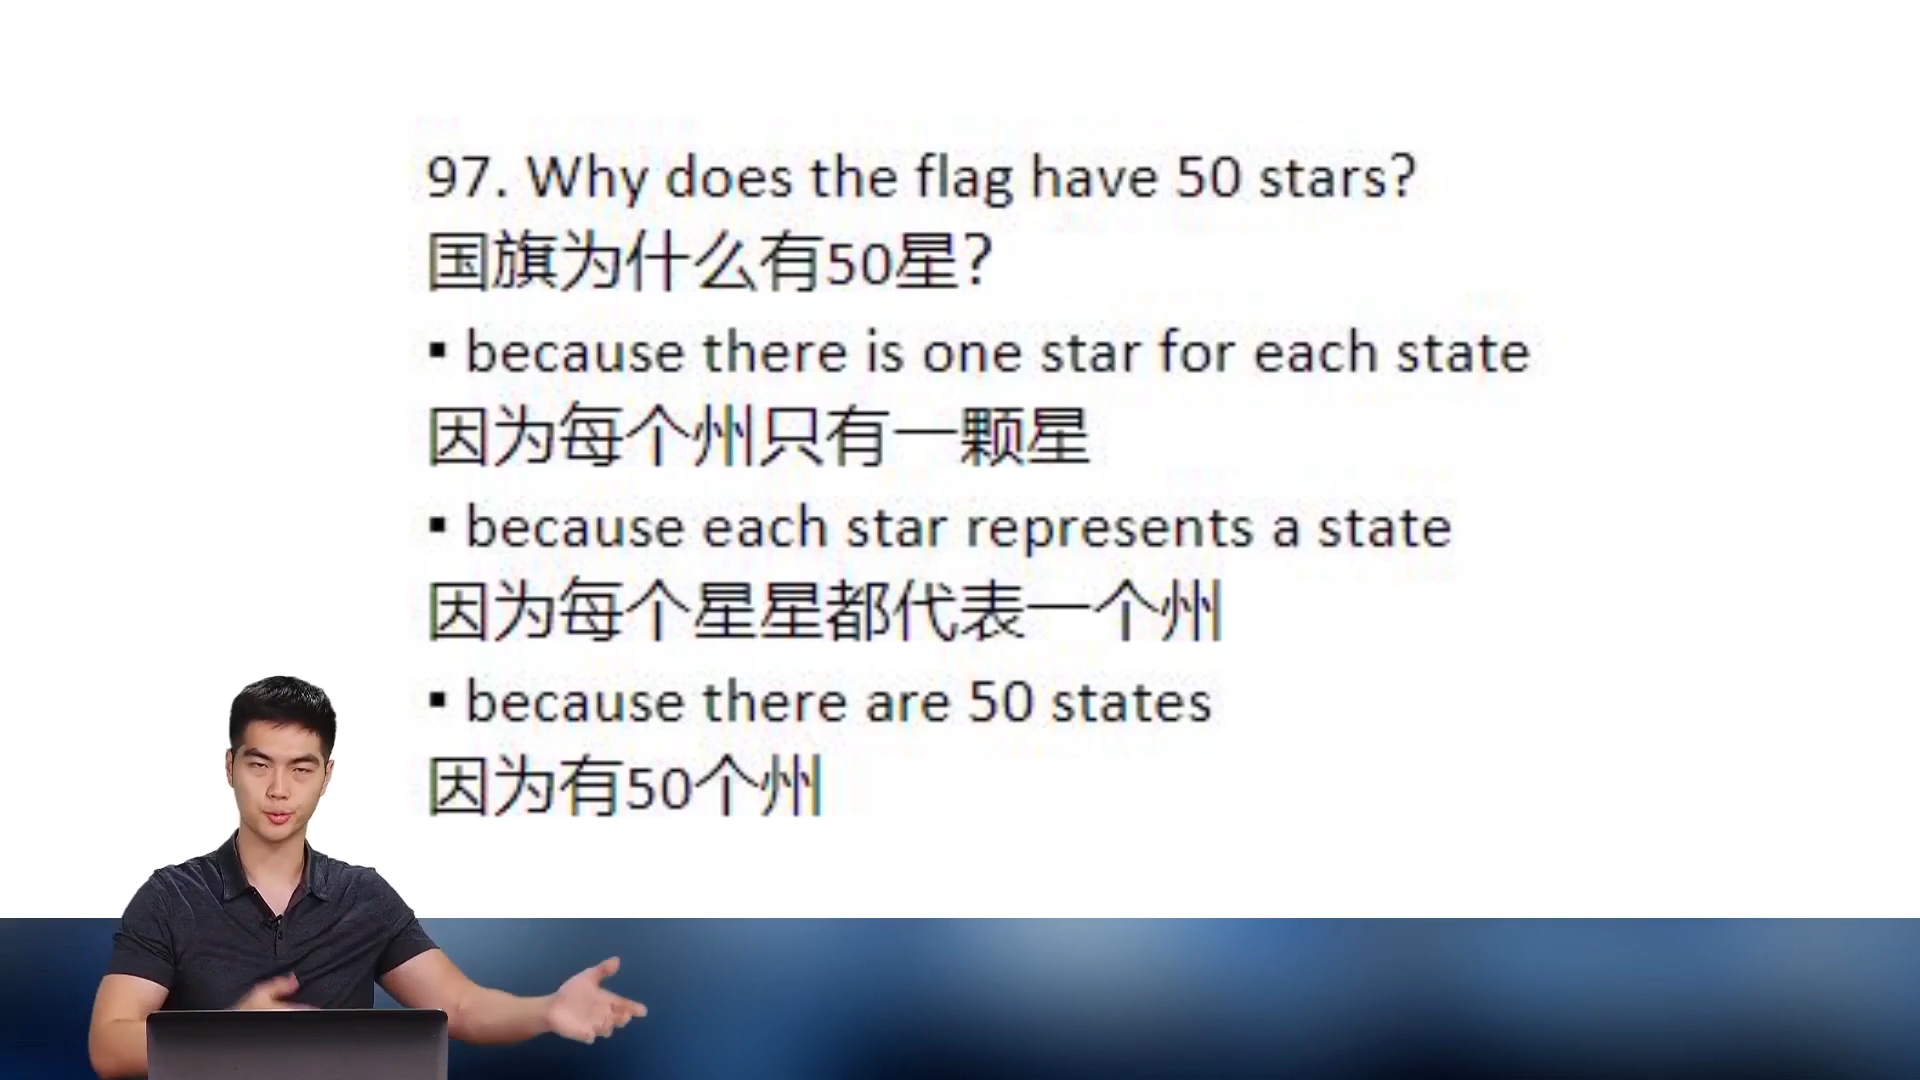 97. Why does the flag have 50 stars?
国旗为什么有50星?
▪ because there is one star for each state
因为每个州只有一颗星
▪ because each star represents a state
因为每个星星都代表一个州
▪ because there are 50 states
因为有50个州